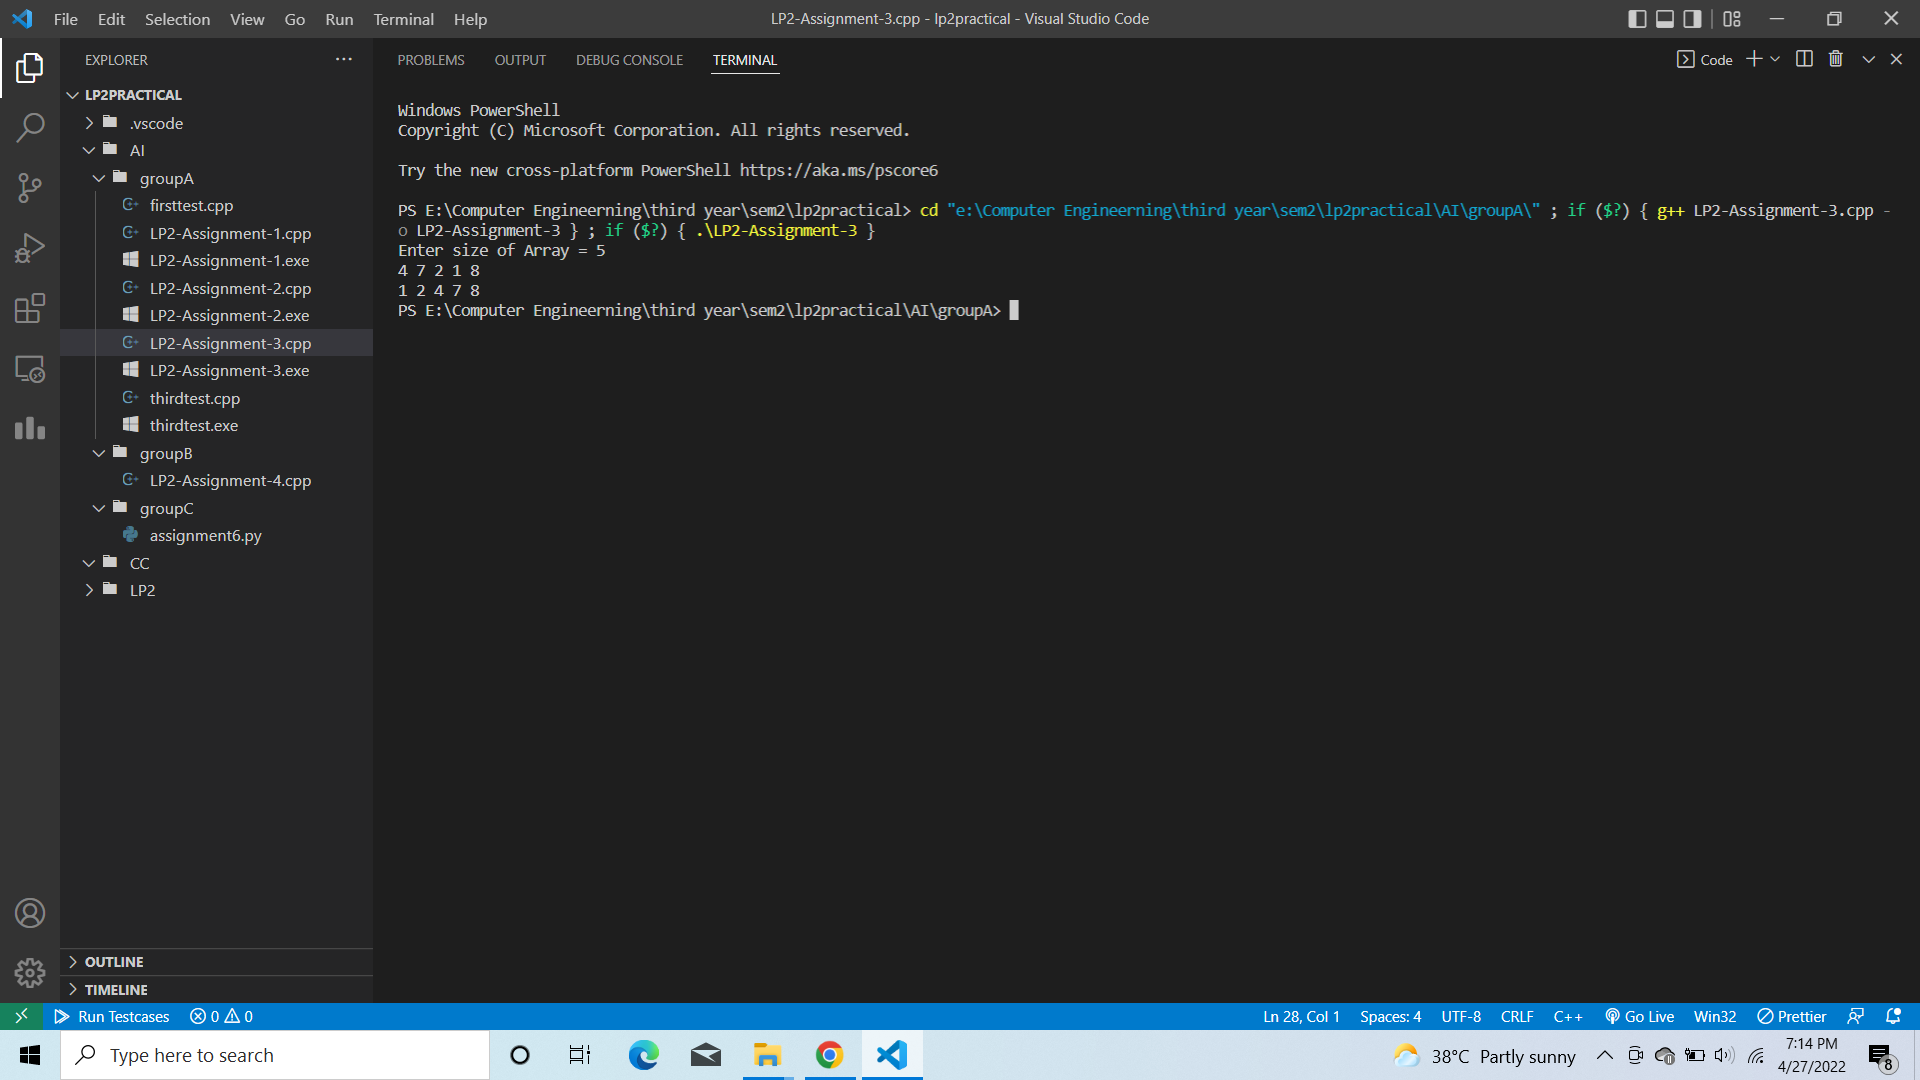 File Edit Selection View Go Run Terminal Help
LP2-Assignment-3.cpp - lp2practical - Visual Studio Code
EXPLORER
LP2PRACTICAL
.vscode
AI
groupA
firsttest.cpp
LP2-Assignment-1.cpp
LP2-Assignment-1.exe
LP2-Assignment-2.cpp
LP2-Assignment-2.exe
LP2-Assignment-3.cpp
LP2-Assignment-3.exe
thirdtest.cpp
thirdtest.exe
groupB
LP2-Assignment-4.cpp
groupC
assignment6.py
CC
LP2
OUTLINE
TIMELINE
PROBLEMS OUTPUT DEBUG CONSOLE TERMINAL
Code
Windows PowerShell
Copyright (C) Microsoft Corporation. All rights reserved.
Try the new cross-platform PowerShell https://aka.ms/pscore6
PS E:\Computer Engineerning\third year\sem2\lp2practical> cd "e:\Computer Engineerning\third year\sem2\lp2practical\AI\groupA\" ; if ($?) { g++ LP2-Assignment-3.cpp -
o LP2-Assignment-3 } ; if ($?) { .\LP2-Assignment-3 }
Enter size of Array = 5
4 7 2 1 8
1 2 4 7 8
PS E:\Computer Engineerning\third year\sem2\lp2practical\AI\groupA>
Run Testcases 0 0
Ln 28, Col 1 Spaces: 4 UTF-8 CRLF C++ Go Live Win32 Prettier
Type here to search
38°C Partly sunny
7:14 PM
4/27/2022
8